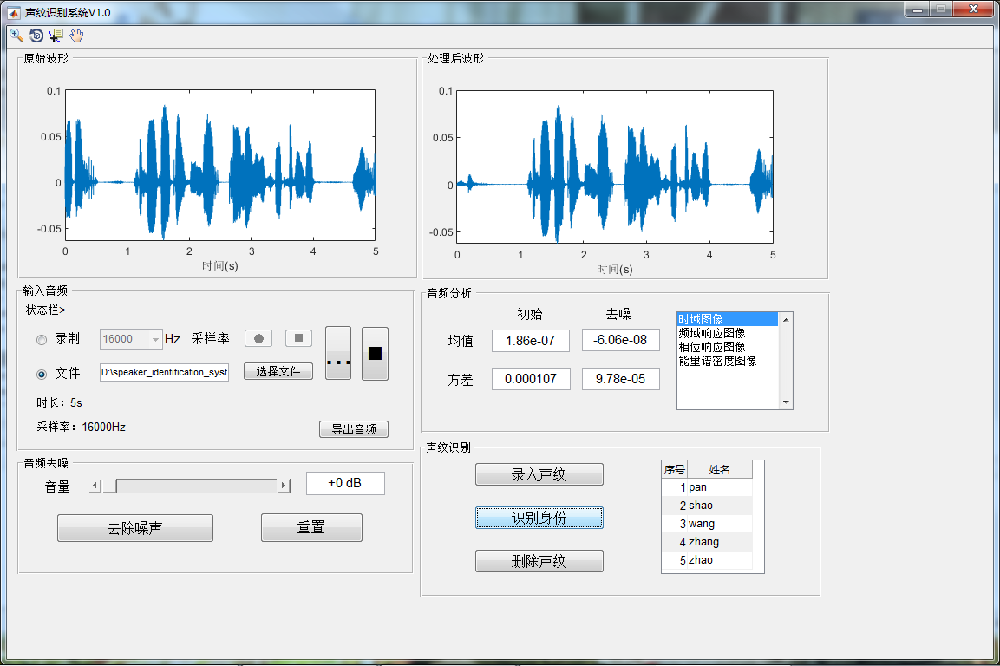 声纹识别系统V1.0
原始波形
0.1
0.05
0
-0.05
0 1 2 3 4 5
时间(s)
处理后波形
0.1
0.05
0
-0.05
0 1 2 3 4 5
时间(s)
输入音频
状态栏>
录制 16000 Hz 采样率
文件 D:\speaker_identification_syst 选择文件
...
时长：5s
采样率：16000Hz
导出音频
音频分析
初始 去噪
均值 1.86e-07 -6.06e-08
方差 0.000107 9.78e-05
时域图像
频域响应图像
相位响应图像
能量谱密度图像
音频去噪
音量 +0 dB
去除噪声 重置
声纹识别
录入声纹
识别身份
删除声纹
序号 姓名
1 pan
2 shao
3 wang
4 zhang
5 zhao